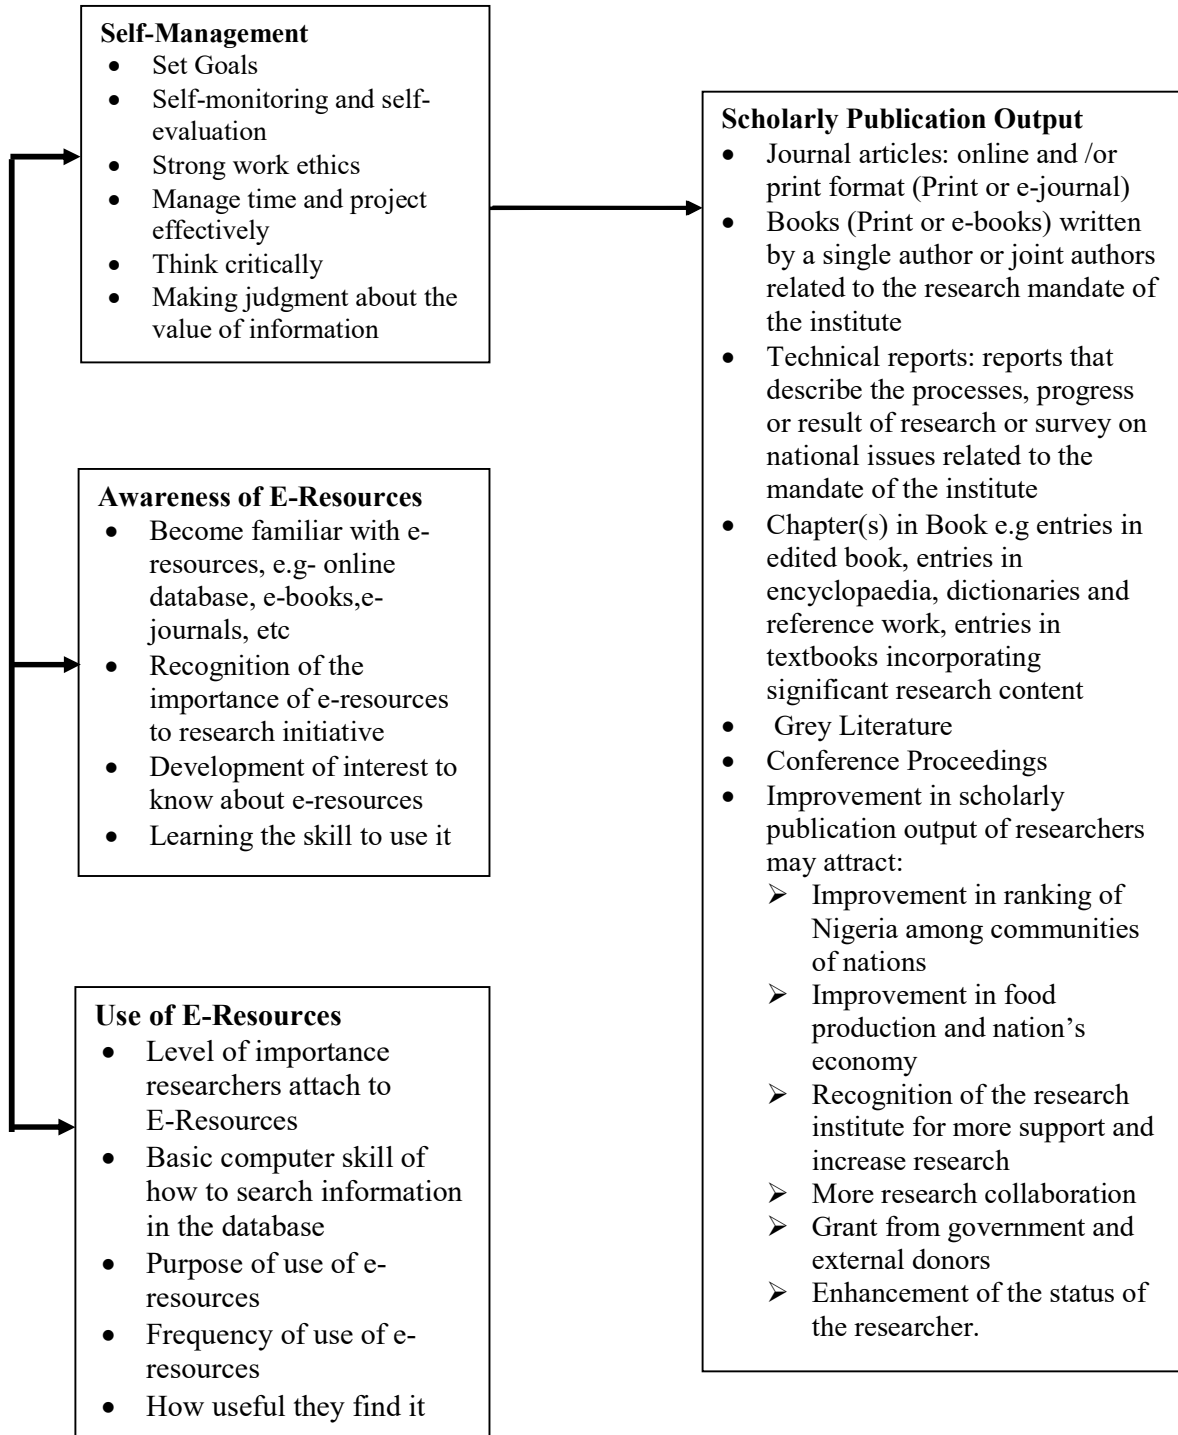 Self-Management
• Set Goals
• Self-monitoring and self-
evaluation
• Strong work ethics
• Manage time and project
effectively
• Think critically
• Making judgment about the
value of information
Awareness of E-Resources
• Become familiar with e-
resources, e.g- online
database, e-books,e-
journals, etc
• Recognition of the
importance of e-resources
to research initiative
• Development of interest to
know about e-resources
• Learning the skill to use it
Use of E-Resources
• Level of importance
researchers attach to
E-Resources
• Basic computer skill of
how to search information
in the database
• Purpose of use of e-
resources
• Frequency of use of e-
resources
• How useful they find it
Scholarly Publication Output
• Journal articles: online and /or
print format (Print or e-journal)
• Books (Print or e-books) written
by a single author or joint authors
related to the research mandate of
the institute
• Technical reports: reports that
describe the processes, progress
or result of research or survey on
national issues related to the
mandate of the institute
• Chapter(s) in Book e.g entries in
edited book, entries in
encyclopaedia, dictionaries and
reference work, entries in
textbooks incorporating
significant research content
• Grey Literature
• Conference Proceedings
• Improvement in scholarly
publication output of researchers
may attract:
➢ Improvement in ranking of
Nigeria among communities
of nations
➢ Improvement in food
production and nation’s
economy
➢ Recognition of the research
institute for more support and
increase research
➢ More research collaboration
➢ Grant from government and
external donors
➢ Enhancement of the status of
the researcher.